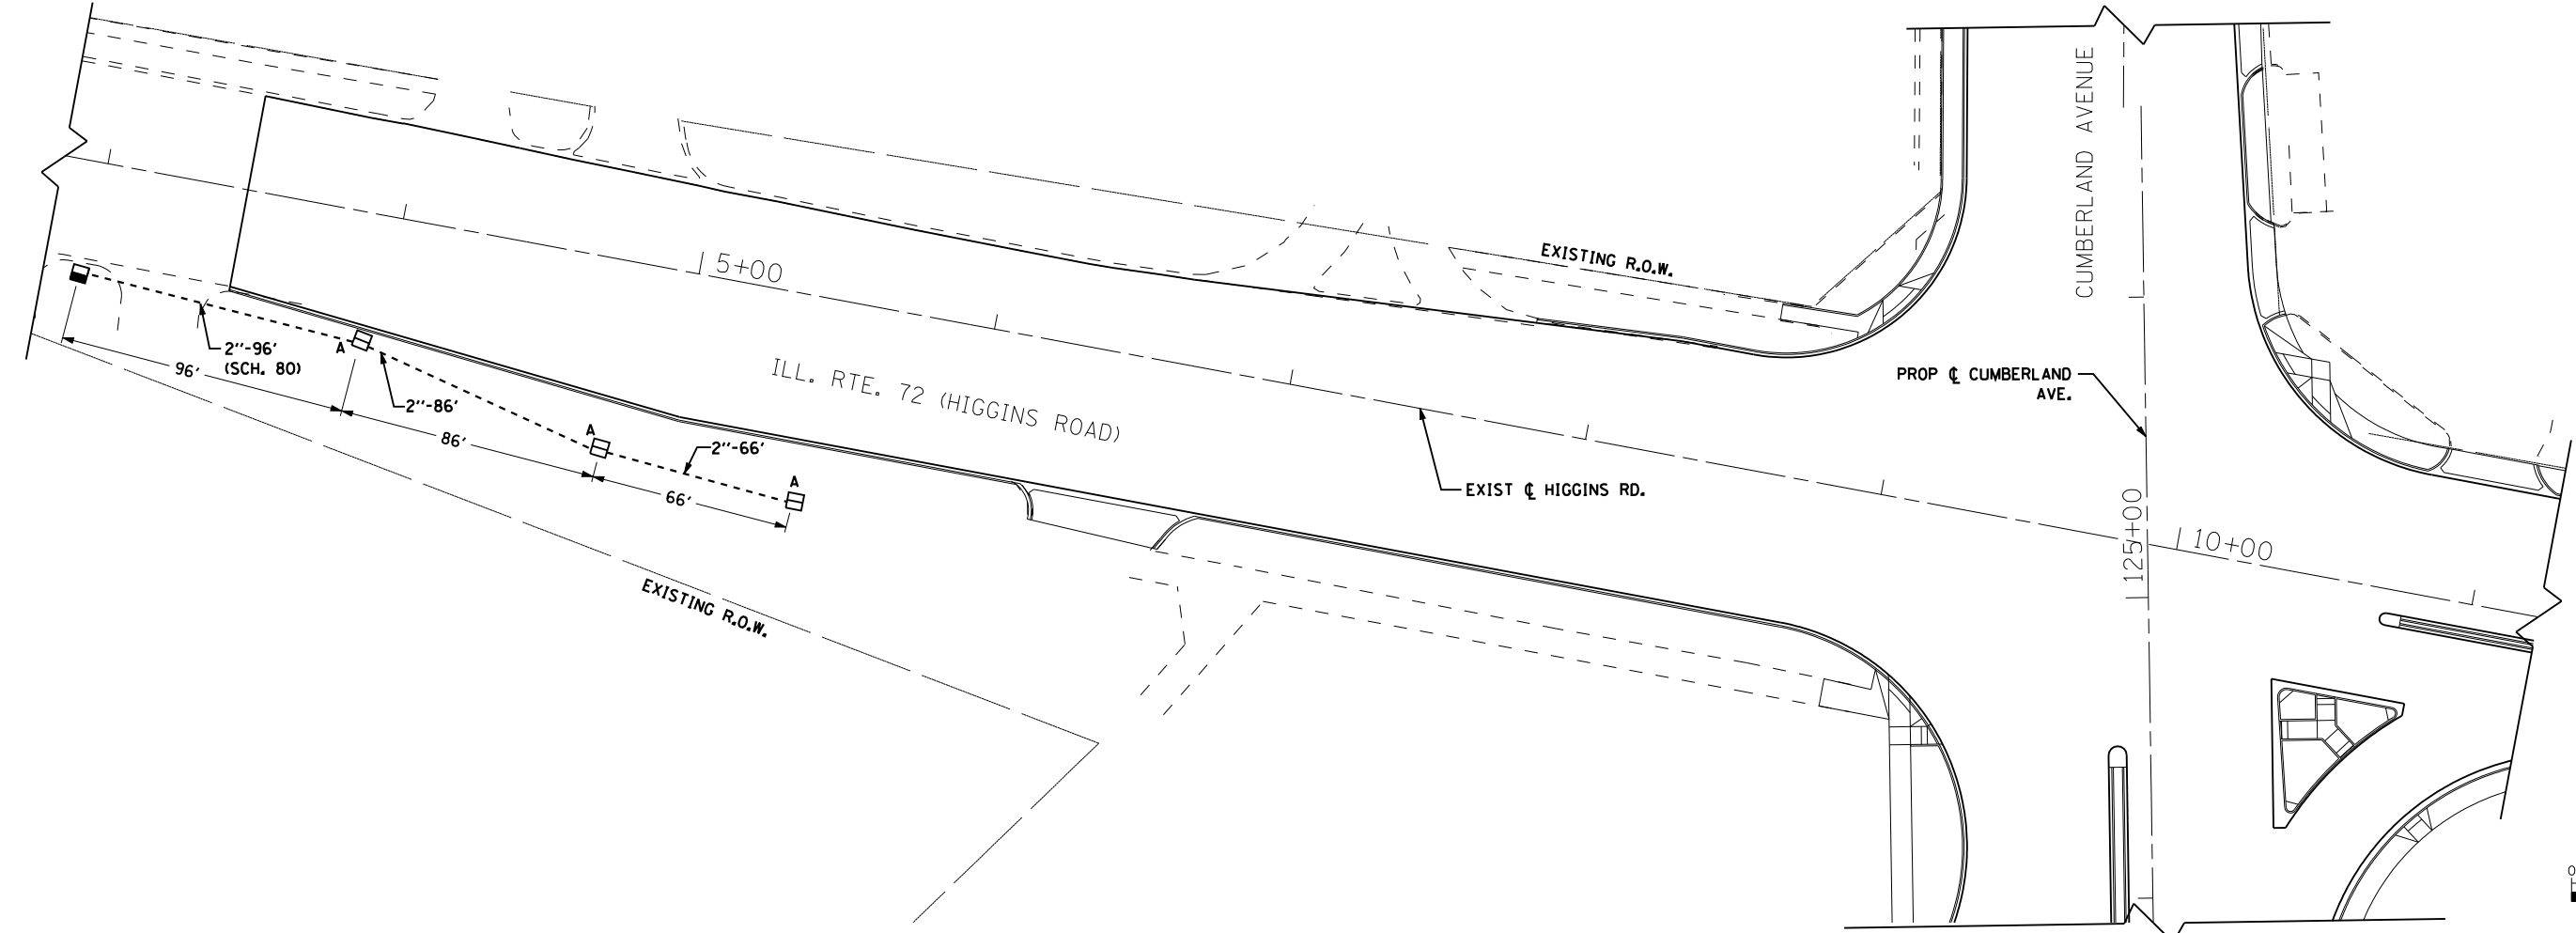 CUMBERLAND AVENUE
EXISTING R.O.W.
5+00
2"-96'
(SCH. 80)
A
96'
2"-86'
ILL. RTE. 72 (HIGGINS ROAD)
PROP ℄ CUMBERLAND
AVE.
86'
A
2"-66'
A
66'
EXIST ℄ HIGGINS RD.
125+00
10+00
EXISTING R.O.W.
0